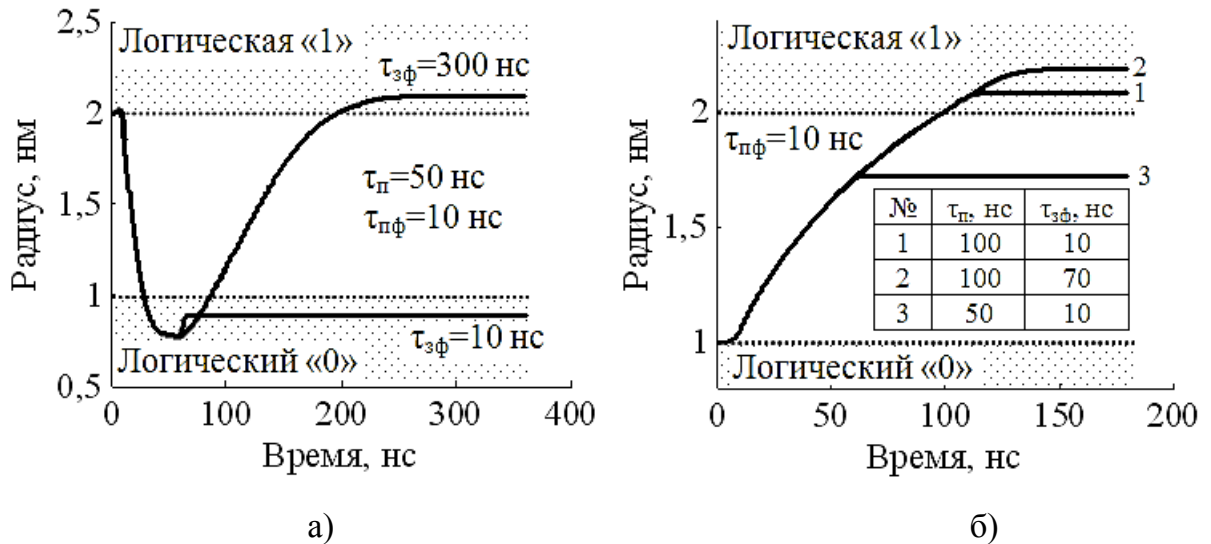 2,5
Логическая «1»
τзф=300 нс
2
τп=50 нс
τпф=10 нс
1,5
1
τзф=10 нс
Логический «0»
0,5
0 100 200 300 400
Радиус, нм
Время, нс
а)
Логическая «1»
2
1
2
τпф=10 нс
3
№ τп, нс τзф, нс
1 100 10
2 100 70
3 50 10
1,5
1
Логический «0»
0 50 100 150 200
Радиус, нм
Время, нс
б)